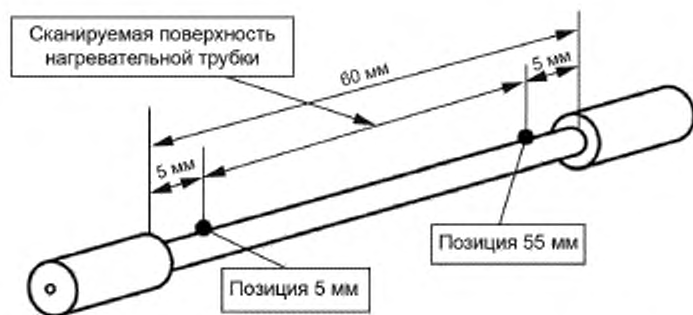 Сканируемая поверхность
нагревательной трубки
60 мм
5 мм
5 мм
Позиция 55 мм
Позиция 5 мм